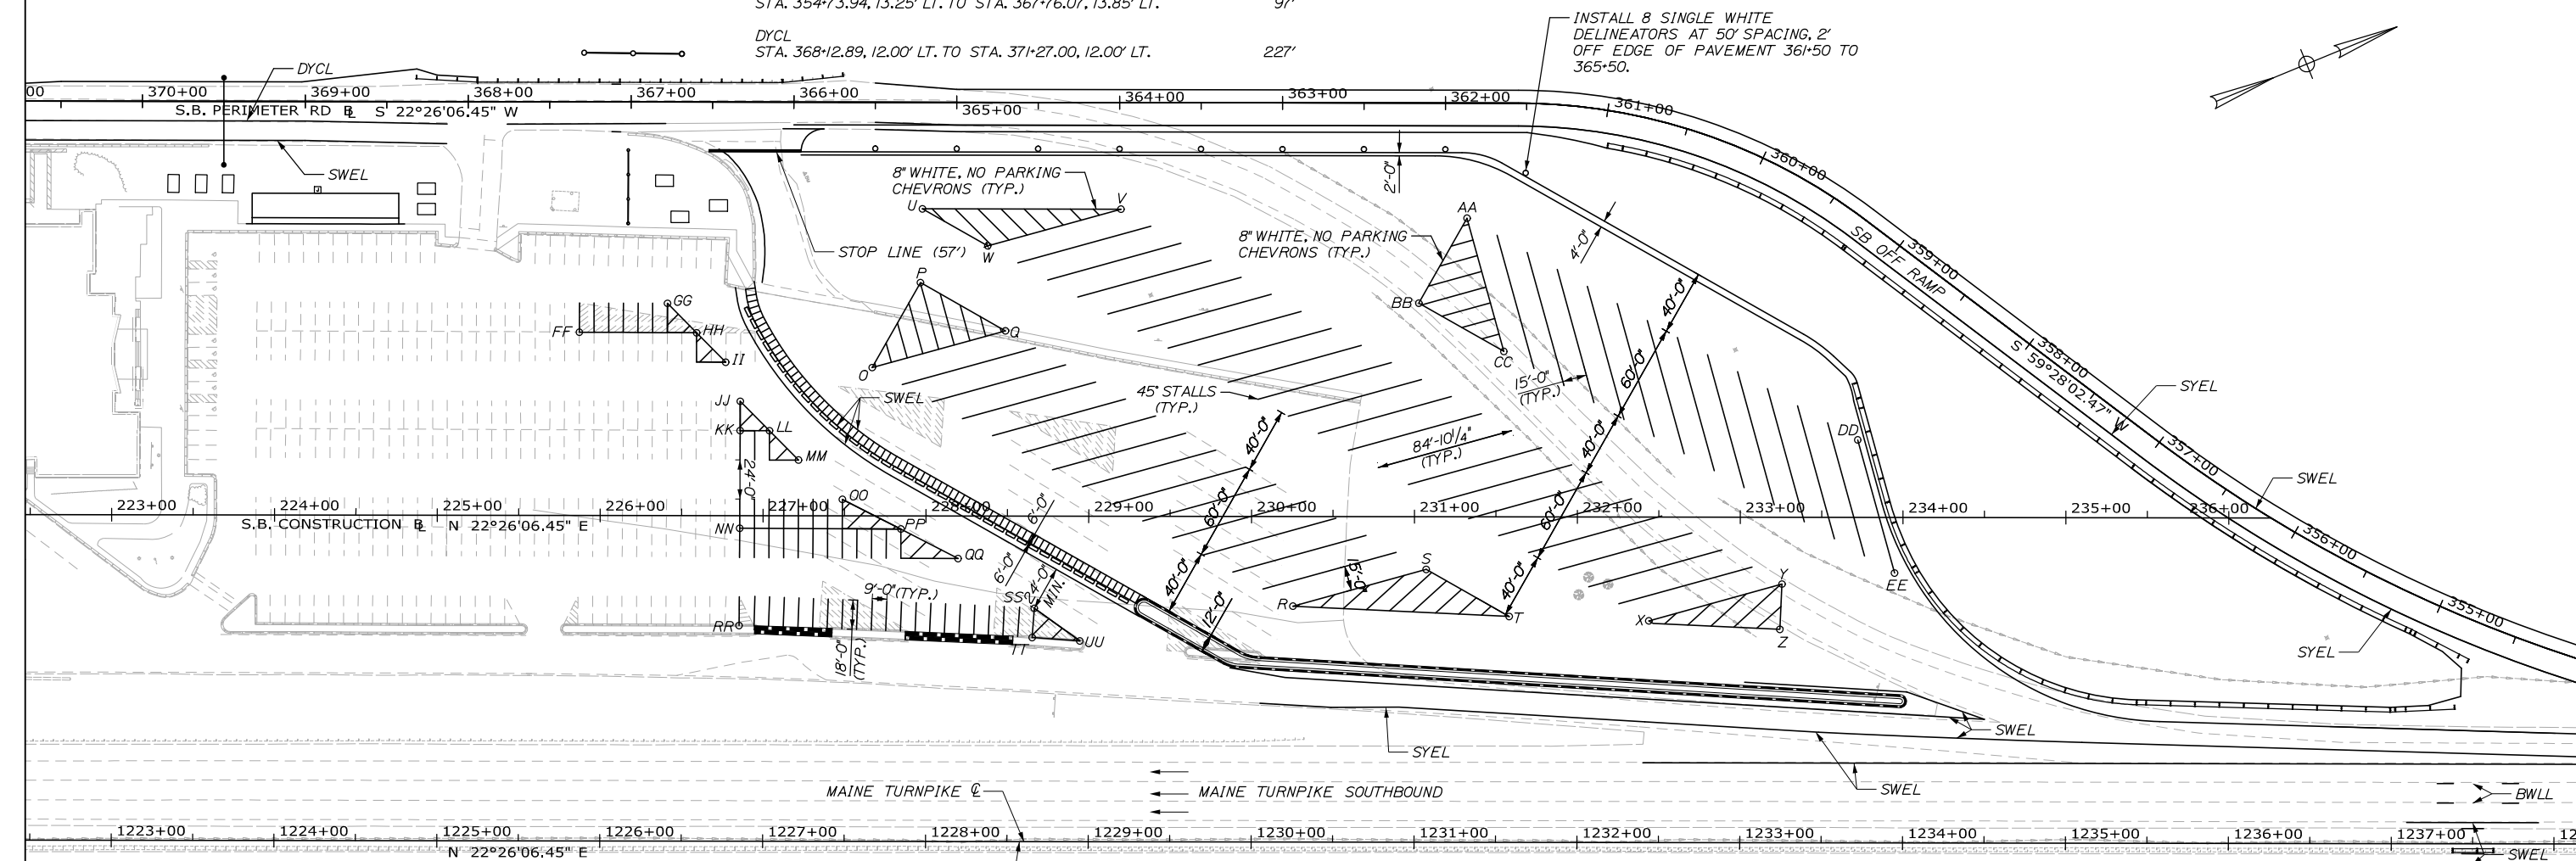 STA. 354+73.94, 13.25' LT. TO STA. 367+76.07, 13.85' LT. 97'
DYCL
STA. 368+12.89, 12.00' LT. TO STA. 371+27.00, 12.00' LT. 227'
INSTALL 8 SINGLE WHITE
DELINEATORS AT 50' SPACING, 2'
OFF EDGE OF PAVEMENT 361+50 TO
365+50.
DYCL
00 370+00 369+00 368+00 367+00 366+00 365+00 364+00 363+00 362+00 361+00 360+00 359+00 358+00 357+00 356+00 355+00
S.B. PERIMETER RD BL S 22°26'06.45" W
SWEL
8" WHITE, NO PARKING
CHEVRONS (TYP.)
U
V
W
STOP LINE (57')
2'-0"
AA
8" WHITE, NO PARKING
CHEVRONS (TYP.)
BB
CC
4'-0"
SB OFF RAMP
S 59°28'02.47" W
SYEL
P
Q
O
GG
FF
HH
II
40'-0"
60'-0"
40'-0"
60'-0"
40'-0"
15'-0"
(TYP.)
45° STALLS
(TYP.)
SWEL
JJ
KK
LL
MM
24'-0"
84'-10 1/4"
(TYP.)
40'-0"
60'-0"
40'-0"
DD
EE
SWEL
223+00 224+00 225+00 226+00 227+00 228+00 229+00 230+00 231+00 232+00 233+00 234+00 235+00 236+00
S.B. CONSTRUCTION BL N 22°26'06.45" E
OO
NN
PP
QQ
6'-0"
6'-0"
24'-0"
MIN.
12'-0"
15'-0"
R
S
T
X
Y
Z
9'-0" (TYP.)
SS
RR
TT
UU
18'-0"
(TYP.)
SYEL
SWEL
SYEL
SWEL
MAINE TURNPIKE CL
MAINE TURNPIKE SOUTHBOUND
BWLL
1223+00 1224+00 1225+00 1226+00 1227+00 1228+00 1229+00 1230+00 1231+00 1232+00 1233+00 1234+00 1235+00 1236+00 1237+00 12
N 22°26'06.45" E
SWEL